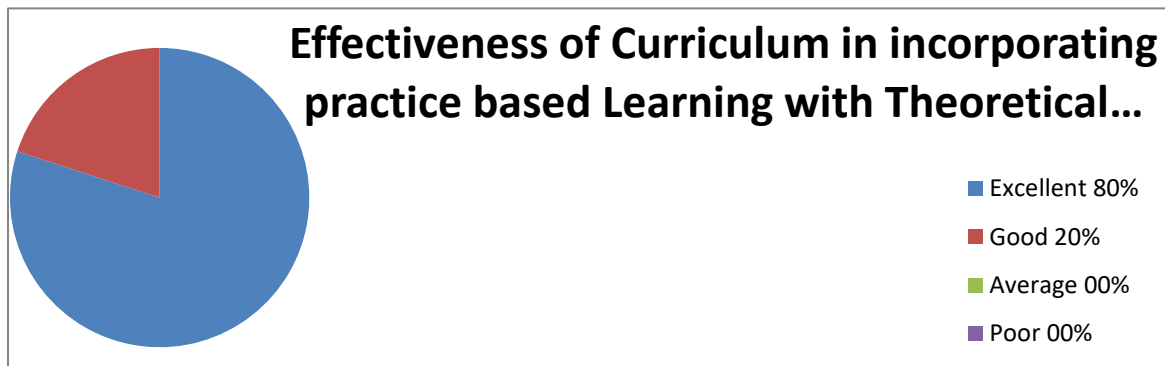 Effectiveness of Curriculum in incorporating
practice based Learning with Theoretical…
Excellent 80%
Good 20%
Average 00%
Poor 00%